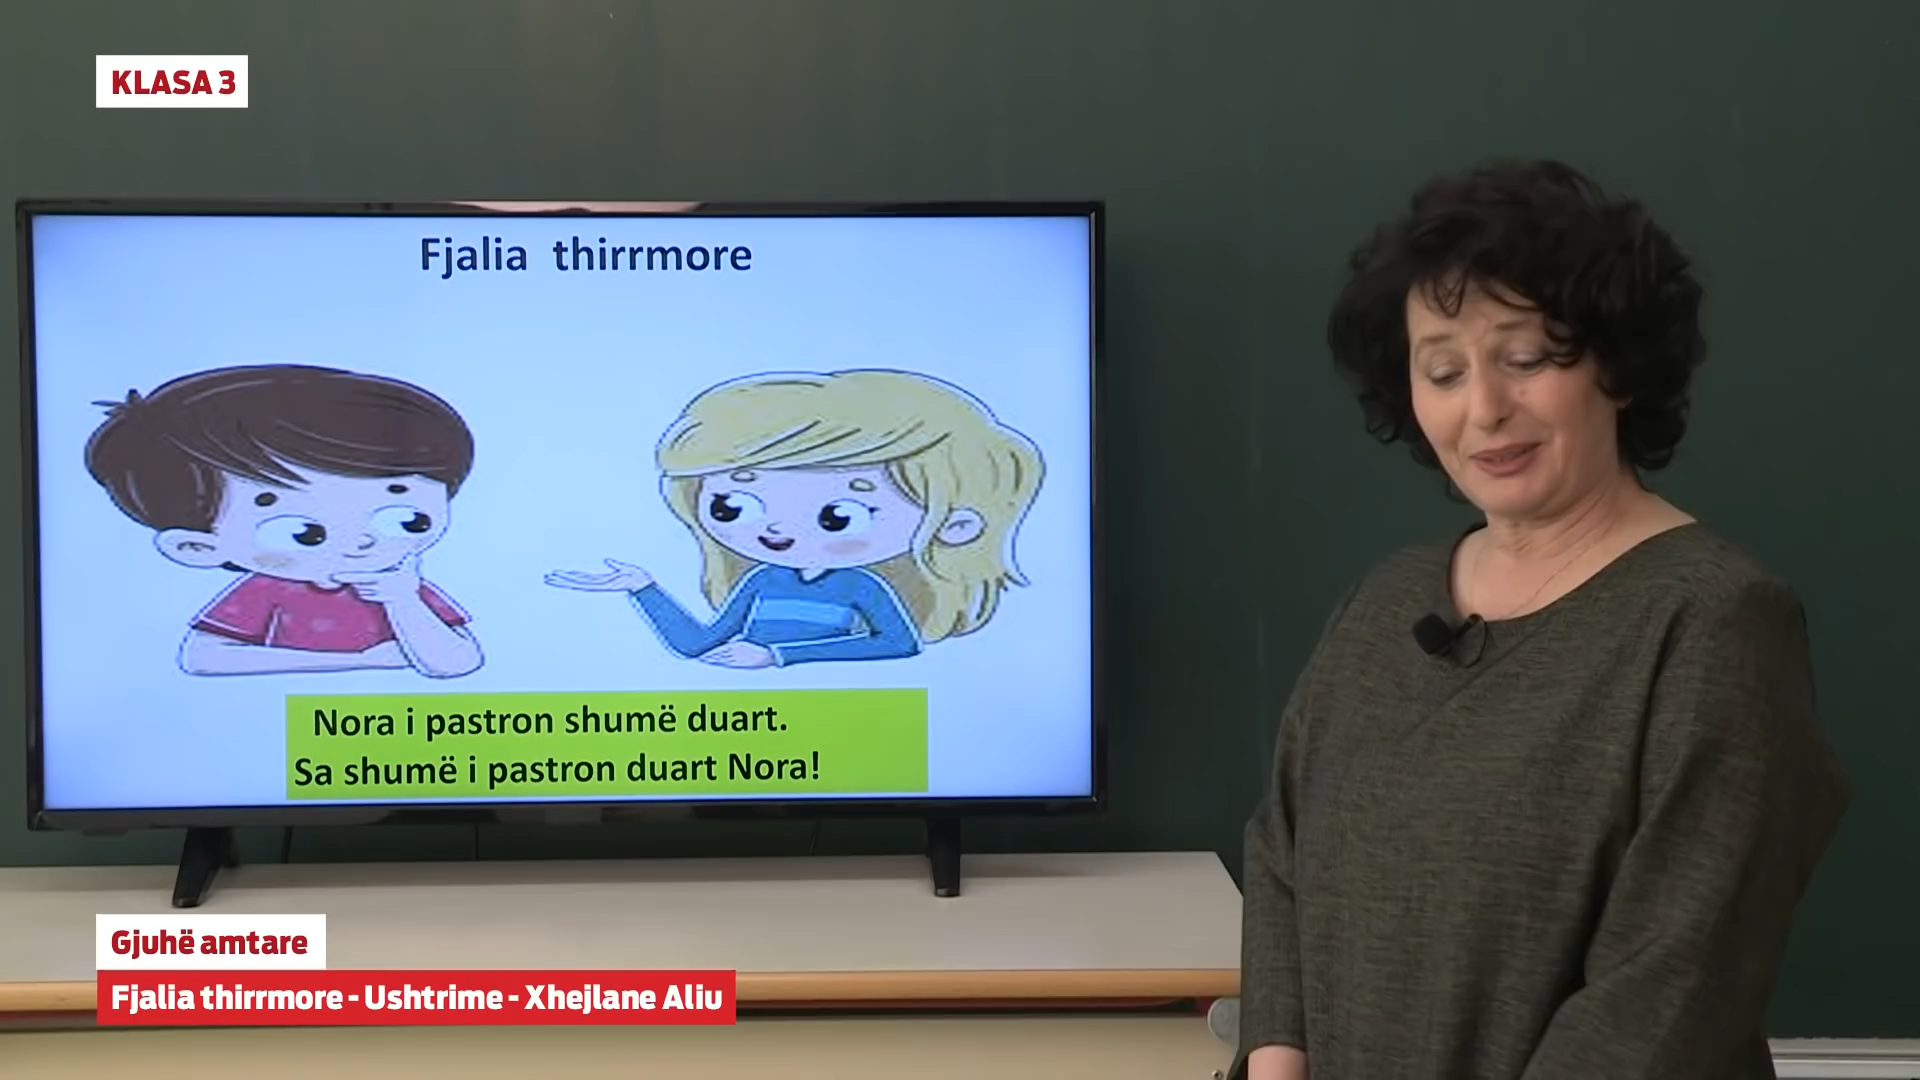 KLASA 3
Fjalia thirrmore
Nora i pastron shumë duart.
Sa shumë i pastron duart Nora!
Gjuhë amtare
Fjalia thirrmore - Ushtrime - Xhejlane Aliu